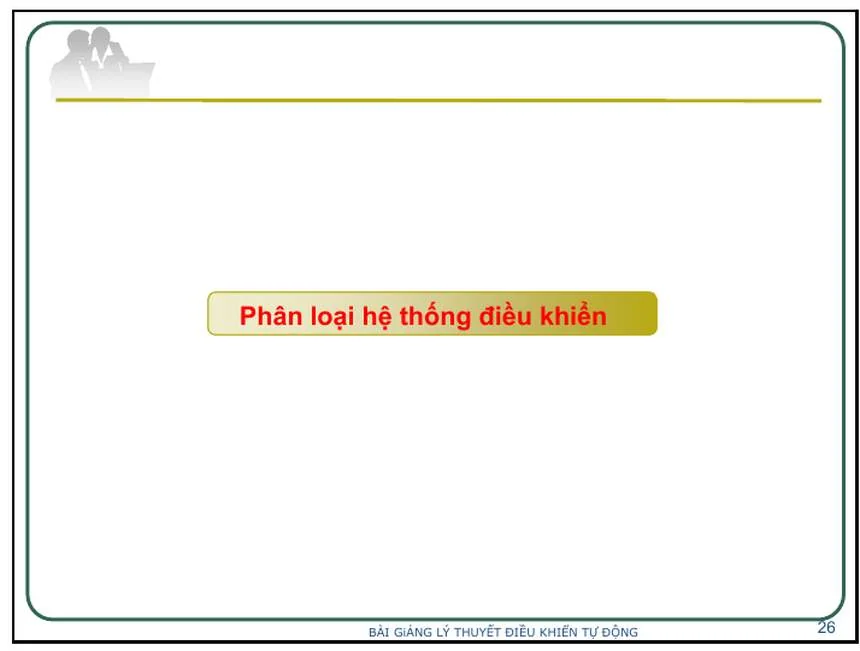 Phân loại hệ thống điều khiển
BÀI GiẢNG LÝ THUYẾT ĐIỀU KHIỂN TỰ ĐỘNG
26